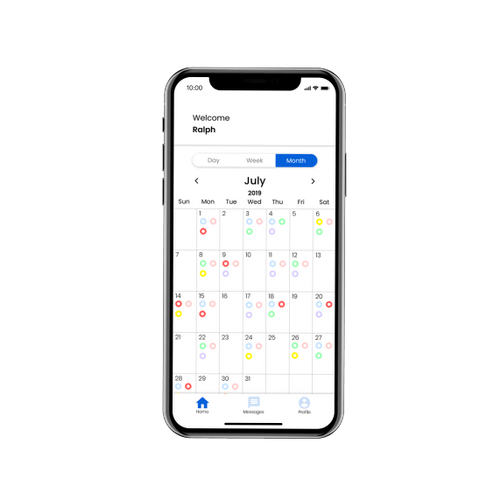 10:00
Welcome
Ralph
Day Week Month
July
2019
Sun Mon Tue Wed Thu Fri Sat
1 2 3 4 5 6
7 8 9 10 11 12 13
14 15 16 17 18 19 20
21 22 23 24 25 26 27
28 29 30 31
Home Messages Profile